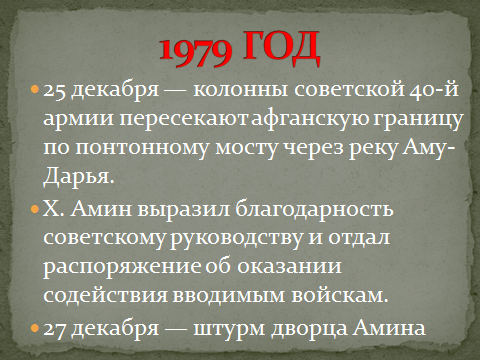 1979 ГОД
25 декабря — колонны советской 40-й
армии пересекают афганскую границу
по понтонному мосту через реку Аму-
Дарья.
Х. Амин выразил благодарность
советскому руководству и отдал
распоряжение об оказании
содействия вводимым войскам.
27 декабря — штурм дворца Амина